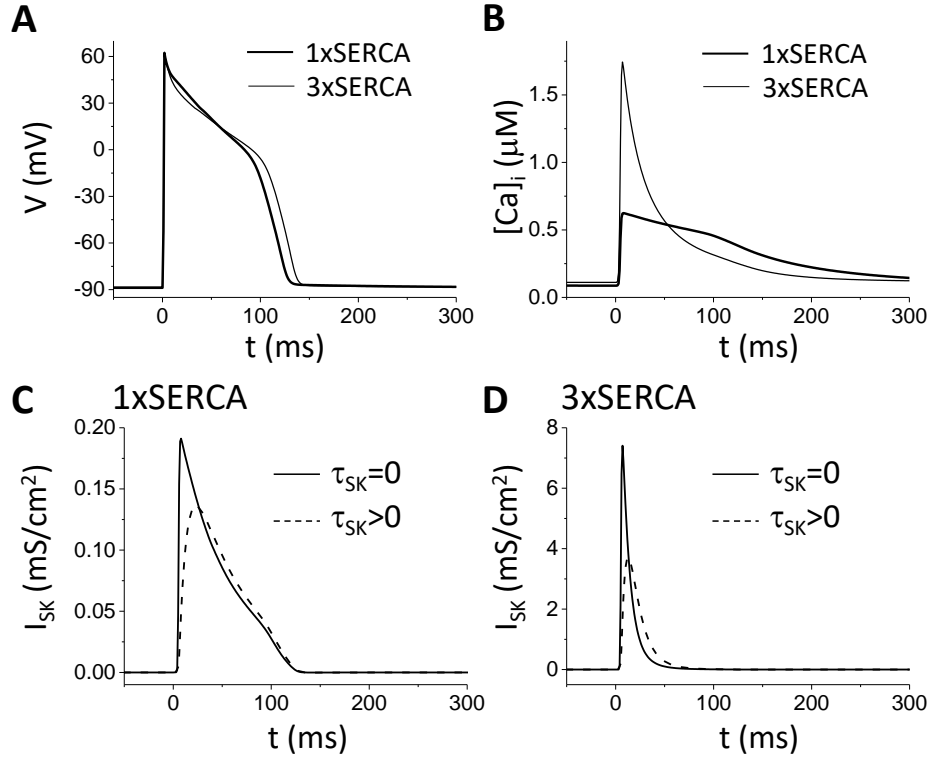 A
V (mV)
60
30
0
-30
-60
-90
1xSERCA
3xSERCA
0
100
200
300
t (ms)
B
[Ca]i (μM)
1.5
1.0
0.5
0.0
1xSERCA
3xSERCA
0
100
200
300
t (ms)
C 1xSERCA
ISK (mS/cm2)
0.20
0.15
0.10
0.05
0.00
τSK=0
τSK>0
0
100
200
300
t (ms)
D 3xSERCA
ISK (mS/cm2)
8
6
4
2
0
τSK=0
τSK>0
0
100
200
300
t (ms)